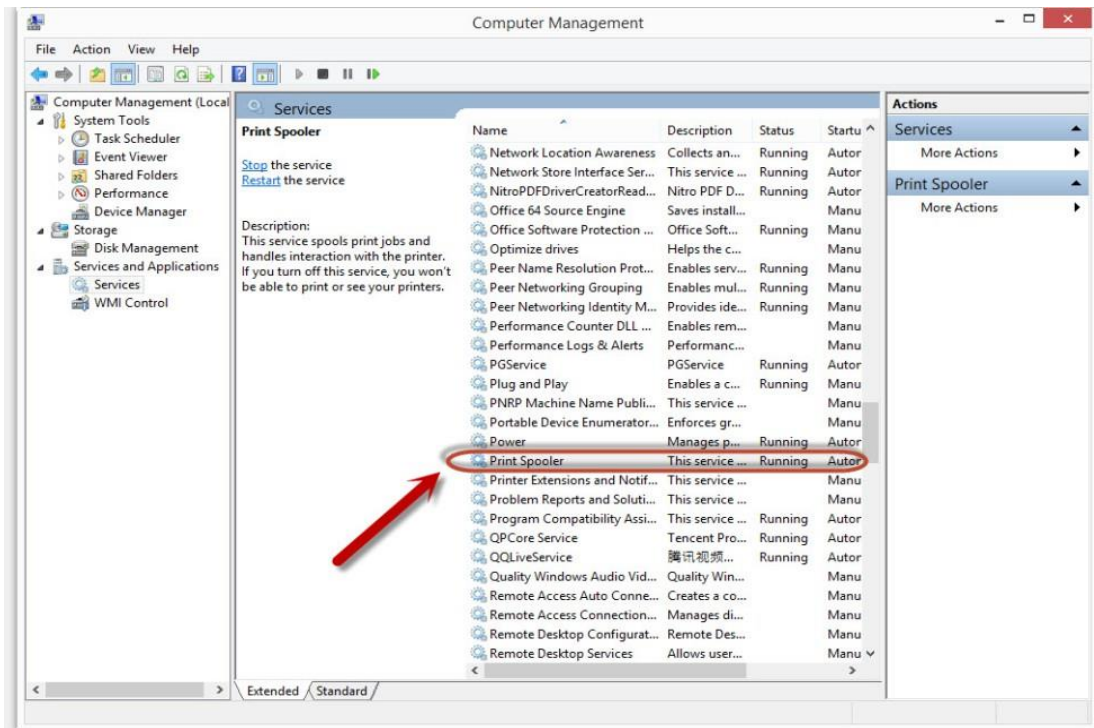 Computer Management
File Action View Help
Computer Management (Local
System Tools
Task Scheduler
Event Viewer
Shared Folders
Performance
Device Manager
Storage
Disk Management
Services and Applications
Services
WMI Control
Services
Print Spooler
Stop the service
Restart the service
Description:
This service spools print jobs and
handles interaction with the printer.
If you turn off this service, you won't
be able to print or see your printers.
Name Description Status Startu
Network Location Awareness Collects an... Running Autor
Network Store Interface Ser... This service ... Running Autor
NitroPDFDriverCreatorRead... Nitro PDF D... Running Autor
Office 64 Source Engine Saves install... Manu
Office Software Protection ... Office Soft... Running Manu
Optimize drives Helps the c... Manu
Peer Name Resolution Prot... Enables serv... Running Manu
Peer Networking Grouping Enables mul... Running Manu
Peer Networking Identity M... Provides ide... Running Manu
Performance Counter DLL ... Enables rem... Manu
Performance Logs & Alerts Performanc... Manu
PGService PGService Running Autor
Plug and Play Enables a c... Running Manu
PNRP Machine Name Publi... This service ... Manu
Portable Device Enumerator... Enforces gr... Manu
Power Manages p... Running Autor
Print Spooler This service ... Running Autor
Printer Extensions and Notif... This service ... Manu
Problem Reports and Soluti... This service ... Manu
Program Compatibility Assi... This service ... Running Autor
QPCore Service Tencent Pro... Running Autor
QQLiveService 腾讯视频... Running Autor
Quality Windows Audio Vid... Quality Win... Manu
Remote Access Auto Conne... Creates a co... Manu
Remote Access Connection... Manages di... Manu
Remote Desktop Configurat... Remote Des... Manu
Remote Desktop Services Allows user... Manu
Extended Standard
Actions
Services
More Actions
Print Spooler
More Actions